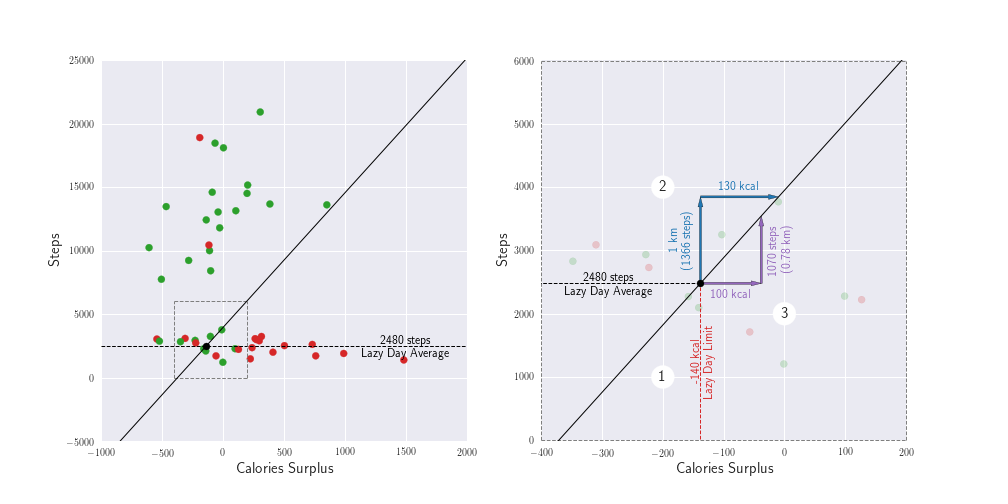 25000
20000
15000
10000
5000
0
−5000
Steps
2480 steps
Lazy Day Average
−1000
−500
0
500
1000
1500
2000
Calories Surplus
6000
5000
4000
3000
2000
1000
0
Steps
2
130 kcal
1 km
(1366 steps)
1070 steps
(0.78 km)
2480 steps
Lazy Day Average
100 kcal
3
-140 kcal
Lazy Day Limit
1
−400
−300
−200
−100
0
100
200
Calories Surplus